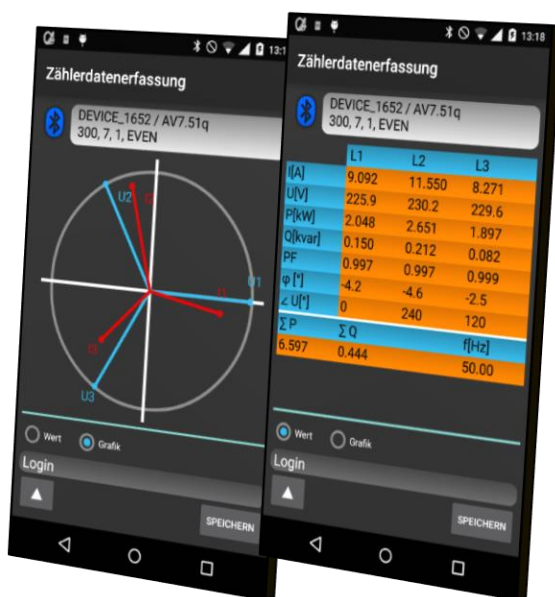 13:1
Zählerdatenerfassung
DEVICE_1652 / AV7.51q
300, 7, 1, EVEN
U2
I2
U1
I1
I3
U3
Wert
Grafik
Login
SPEICHERN
13:18
Zählerdatenerfassung
DEVICE_1652 / AV7.51q
300, 7, 1, EVEN
L1 L2 L3
I[A] 9.092 11.550 8.271
U[V] 225.9 230.2 229.6
P[kW] 2.048 2.651 1.897
Q[kvar] 0.150 0.212 0.082
PF 0.997 0.997 0.999
φ [°] -4.2 -4.6 -2.5
∠ U[°] 0 240 120
∑ P ∑ Q f[Hz]
6.597 0.444 50.00
Wert
Grafik
Login
SPEICHERN